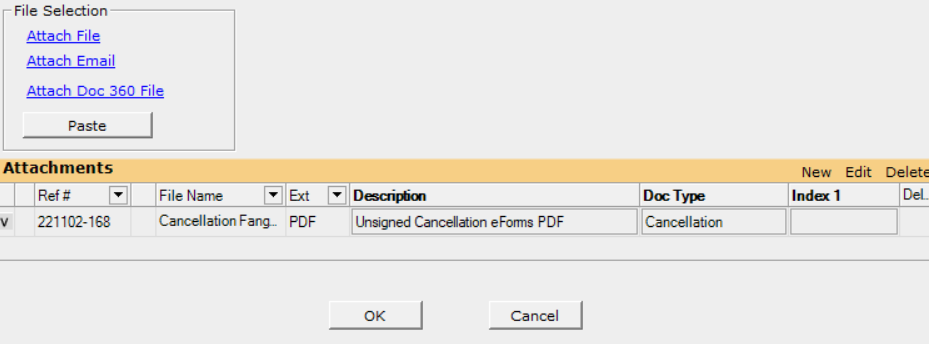 File Selection
Attach File
Attach Email
Attach Doc 360 File
Paste
Attachments New Edit Delete
Ref # File Name Ext Description Doc Type Index 1 Del..
v 221102-168 Cancellation Fang... PDF Unsigned Cancellation eForms PDF Cancellation
OK Cancel